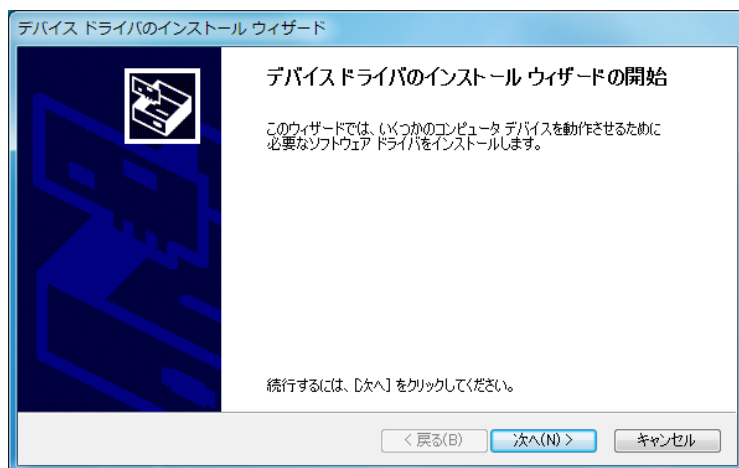 デバイス ドライバのインストール ウィザード
デバイス ドライバのインストール ウィザードの開始
このウィザードでは、いくつかのコンピュータ デバイスを動作させるために
必要なソフトウェア ドライバをインストールします。
続行するには、[次へ] をクリックしてください。
< 戻る(B)
次へ(N) >
キャンセル